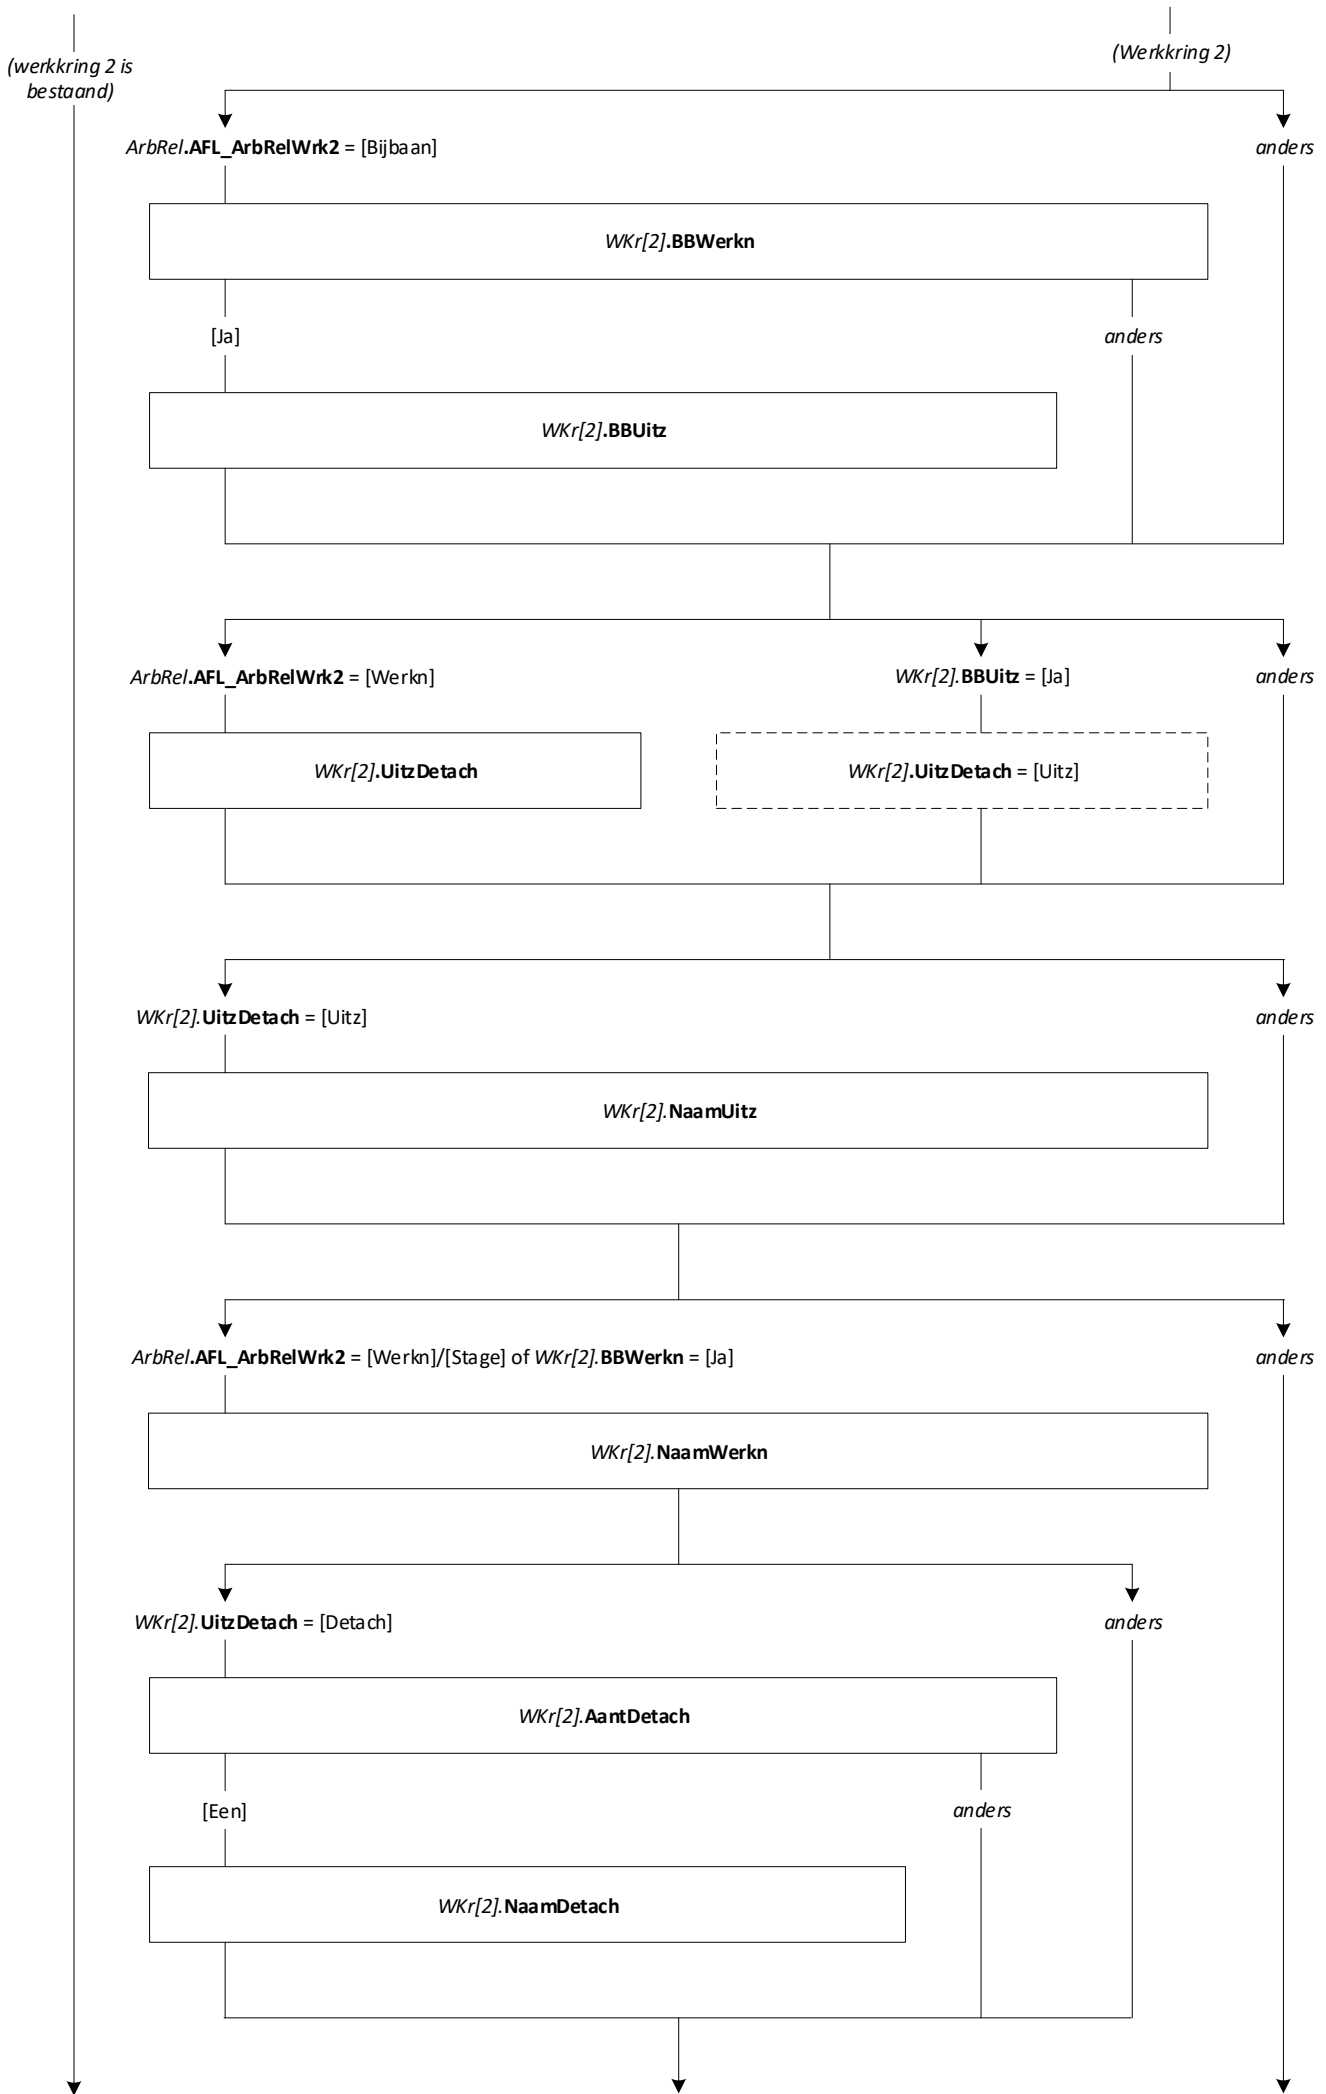 (werkkring 2 is
bestaand)
(Werkkring 2)
ArbRel.AFL_ArbRelWrk2 = [Bijbaan]
anders
WKr[2].BBWerkn
[Ja]
anders
WKr[2].BBUitz
ArbRel.AFL_ArbRelWrk2 = [Werkn]
WKr[2].BBUitz = [Ja]
anders
WKr[2].UitzDetach
WKr[2].UitzDetach = [Uitz]
WKr[2].UitzDetach = [Uitz]
anders
WKr[2].NaamUitz
ArbRel.AFL_ArbRelWrk2 = [Werkn]/[Stage] of WKr[2].BBWerkn = [Ja]
anders
WKr[2].NaamWerkn
WKr[2].UitzDetach = [Detach]
anders
WKr[2].AantDetach
[Een]
anders
WKr[2].NaamDetach